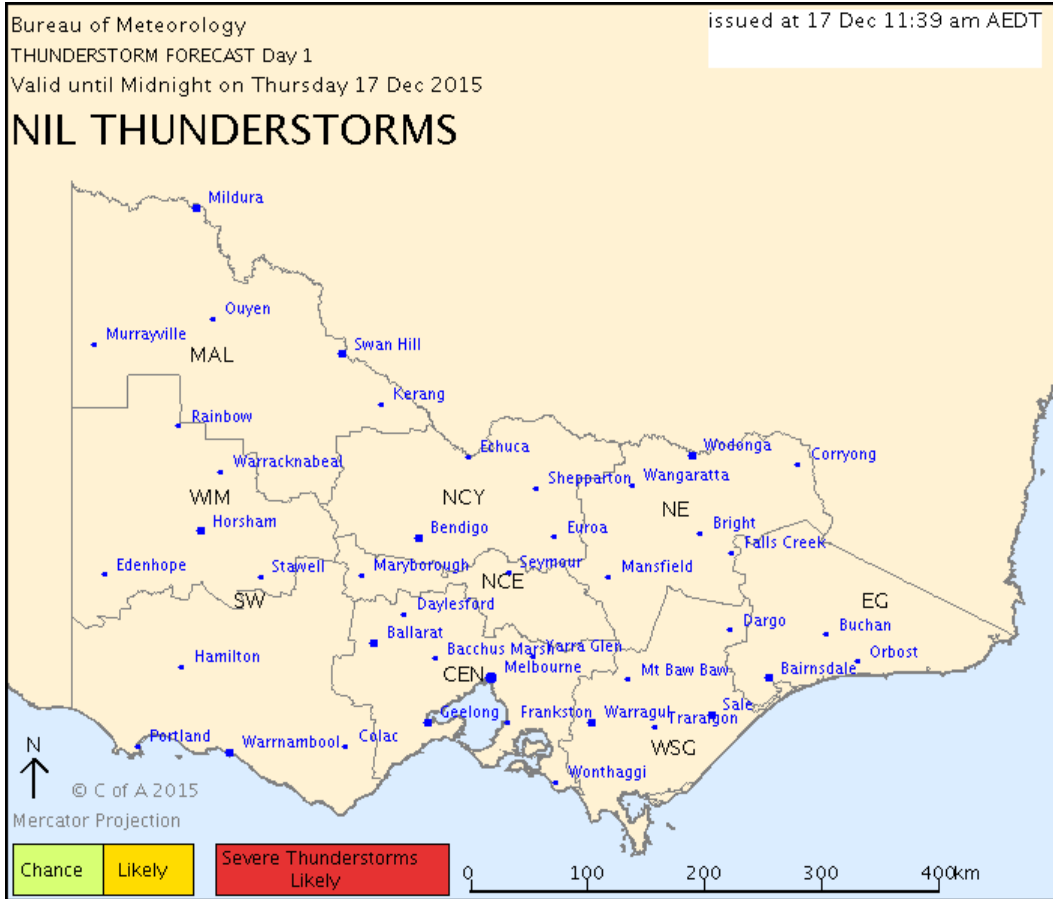 Bureau of Meteorology
issued at 17 Dec 11:39 am AEDT
THUNDERSTORM FORECAST Day 1
Valid until Midnight on Thursday 17 Dec 2015
NIL THUNDERSTORMS
Mildura
Ouyen
Murrayville
MAL
Swan Hill
Kerang
Rainbow
Echuca
Wodonga
Corryong
Warracknabeal
Shepparton
Wangaratta
WIM
NCY
NE
Horsham
Bendigo
Euroa
Bright
Falls Creek
Edenhope
Stawell
Maryborough
Seymour
Mansfield
NCE
SW
EG
Daylesford
Dargo
Buchan
Ballarat
Bacchus Marsh
Yarra Glen
Orbost
Hamilton
CEN
Melbourne
Mt Baw Baw
Bairnsdale
Geelong
Frankston
Warragul
Traralgon
Sale
Portland
Warrnambool
Colac
WSG
Wonthaggi
N
© C of A 2015
Mercator Projection
Chance
Likely
Severe Thunderstorms
Likely
0 100 200 300 400km